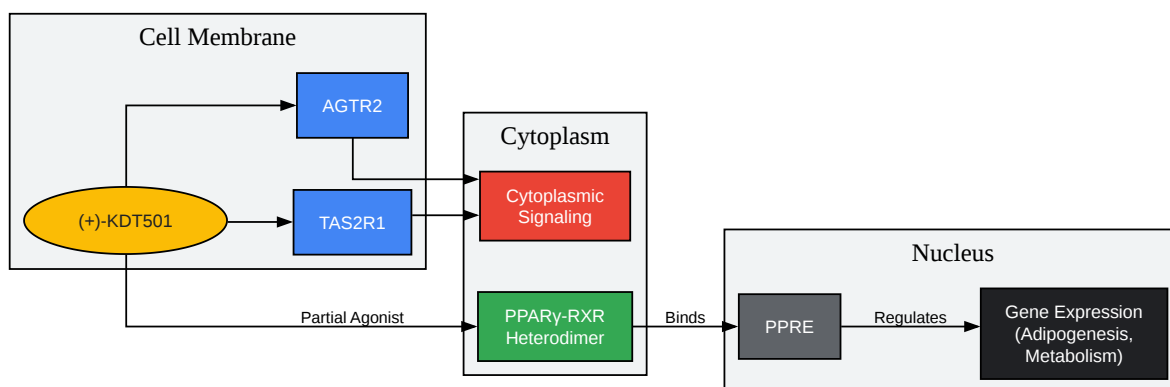 Cell Membrane
AGTR2
(+)-KDT501
TAS2R1
Cytoplasm
Cytoplasmic
Signaling
Partial Agonist
PPARγ-RXR
Heterodimer
Binds
Nucleus
PPRE
Regulates
Gene Expression
(Adipogenesis,
Metabolism)